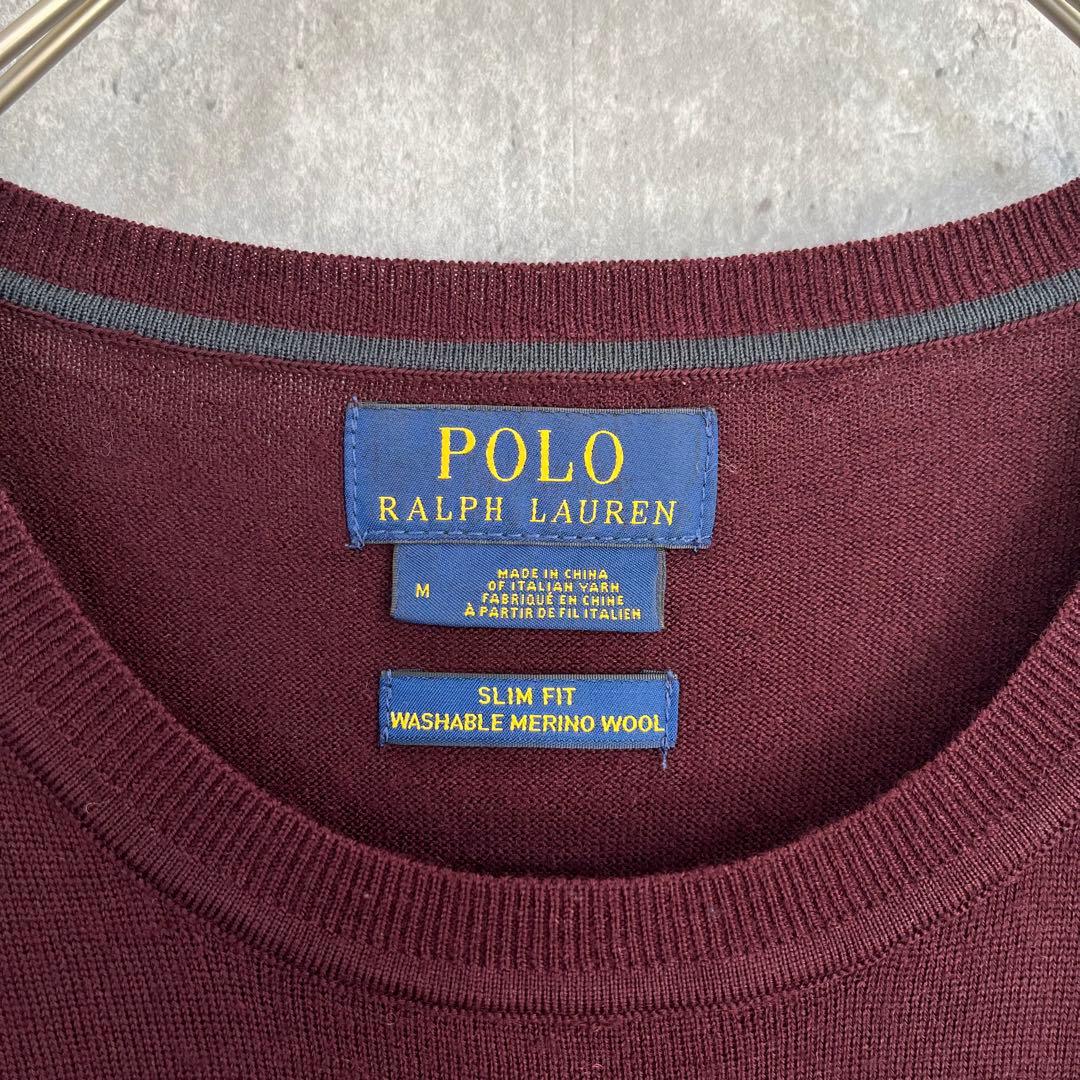 POLO
RALPH LAUREN
M
MADE IN CHINA
OF ITALIAN YARN
FABRIQUÉ EN CHINE
À PARTIR DE FIL ITALIEN
SLIM FIT
WASHABLE MERINO WOOL